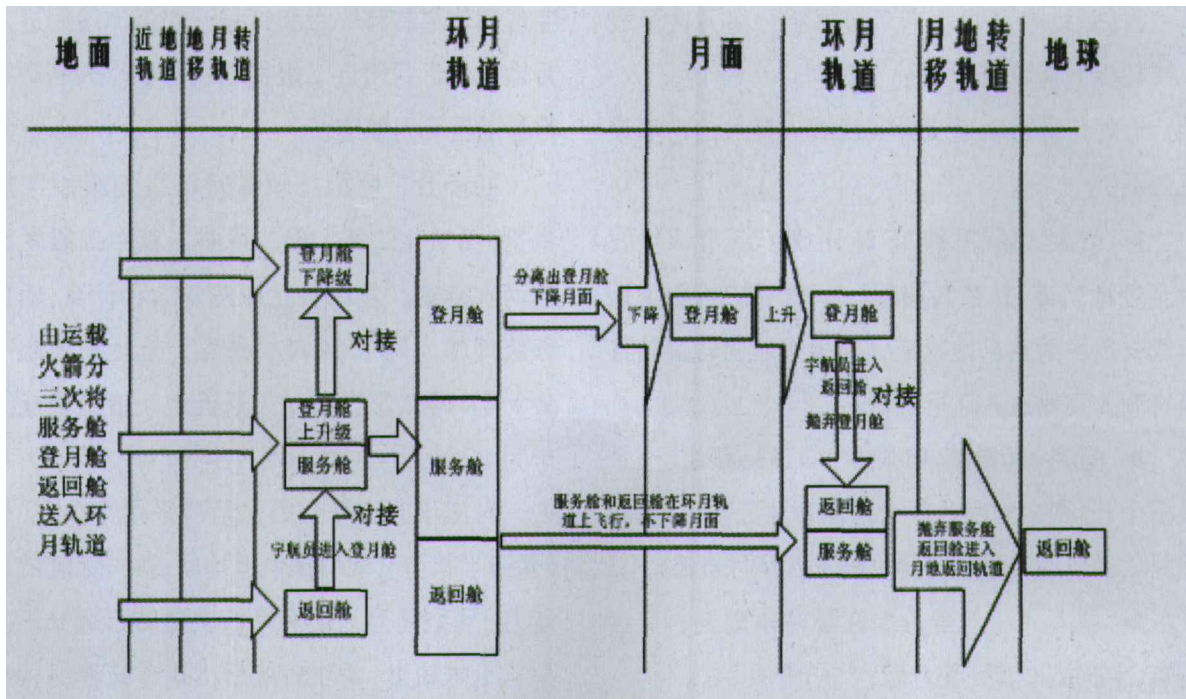 地面
近地
轨道
地月转
移轨道
环月
轨道
月面
环月
轨道
月地转
移轨道
地球
由运载
火箭分
三次将
服务舱
登月舱
返回舱
送入环
月轨道
登月舱
下降级
对接
登月舱
上升级
服务舱
对接
宇航员进入登月舱
返回舱
登月舱
服务舱
返回舱
分离出登月舱
下降月面
下降
登月舱
上升
登月舱
宇航员进入
返回舱
抛弃登月舱
对接
服务舱和返回舱在环月轨
道上飞行，不下降月面
返回舱
服务舱
抛弃服务舱
返回舱进入
月地返回轨道
返回舱